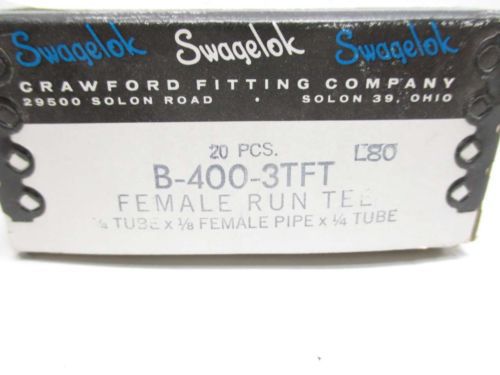 Swagelok Swagelok Swagelok
CRAWFORD FITTING COMPANY
29500 SOLON ROAD • SOLON 39, OHIO
20 PCS. L80
B-400-3TFT
FEMALE RUN TEE
¼ TUBE x ⅛ FEMALE PIPE x ¼ TUBE